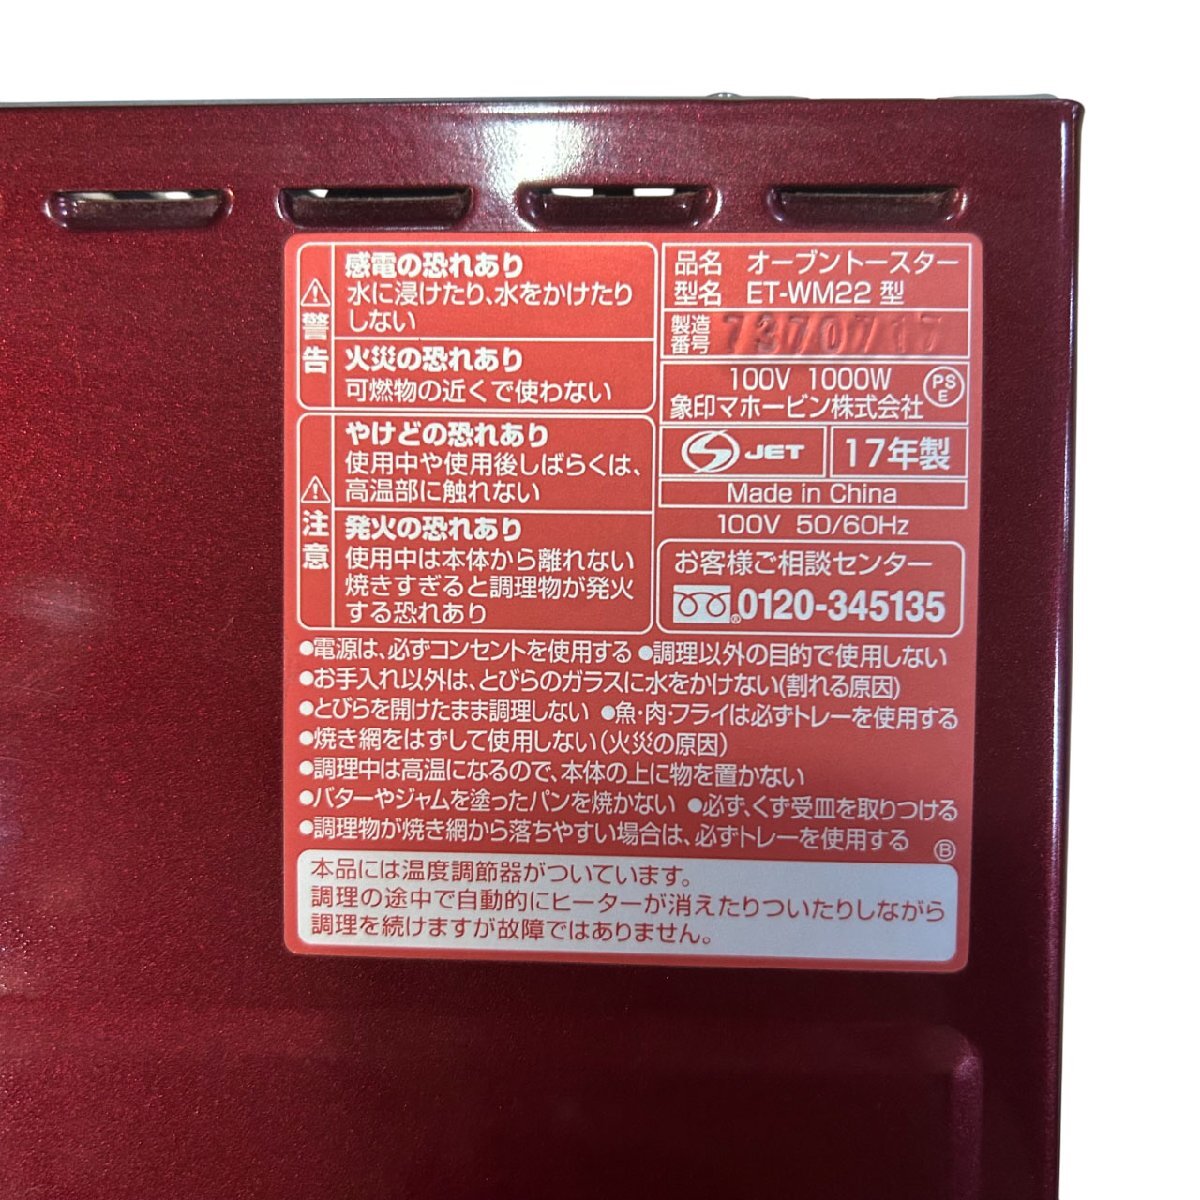 警告
感電の恐れあり
水に浸けたり、水をかけたり
しない
火災の恐れあり
可燃物の近くで使わない
注意
やけどの恐れあり
使用中や使用後しばらくは、
高温部に触れない
発火の恐れあり
使用中は本体から離れない
焼きすぎると調理物が発火
する恐れあり
品名 オーブントースター
型名 ET-WM22 型
製造番号 7370717
100V 1000W
象印マホービン株式会社
PSE
S JET
17年製
Made in China
100V 50/60Hz
お客様ご相談センター
0120-345135
●電源は、必ずコンセントを使用する ●調理以外の目的で使用しない
●お手入れ以外は、とびらのガラスに水をかけない(割れる原因)
●とびらを開けたまま調理しない ●魚・肉・フライは必ずトレーを使用する
●焼き網をはずして使用しない(火災の原因)
●調理中は高温になるので、本体の上に物を置かない
●バターやジャムを塗ったパンを焼かない ●必ず、くず受皿を取りつける
●調理物が焼き網から落ちやすい場合は、必ずトレーを使用する
Ⓑ
本品には温度調節器がついています。
調理の途中で自動的にヒーターが消えたりついたりしながら
調理を続けますが故障ではありません。